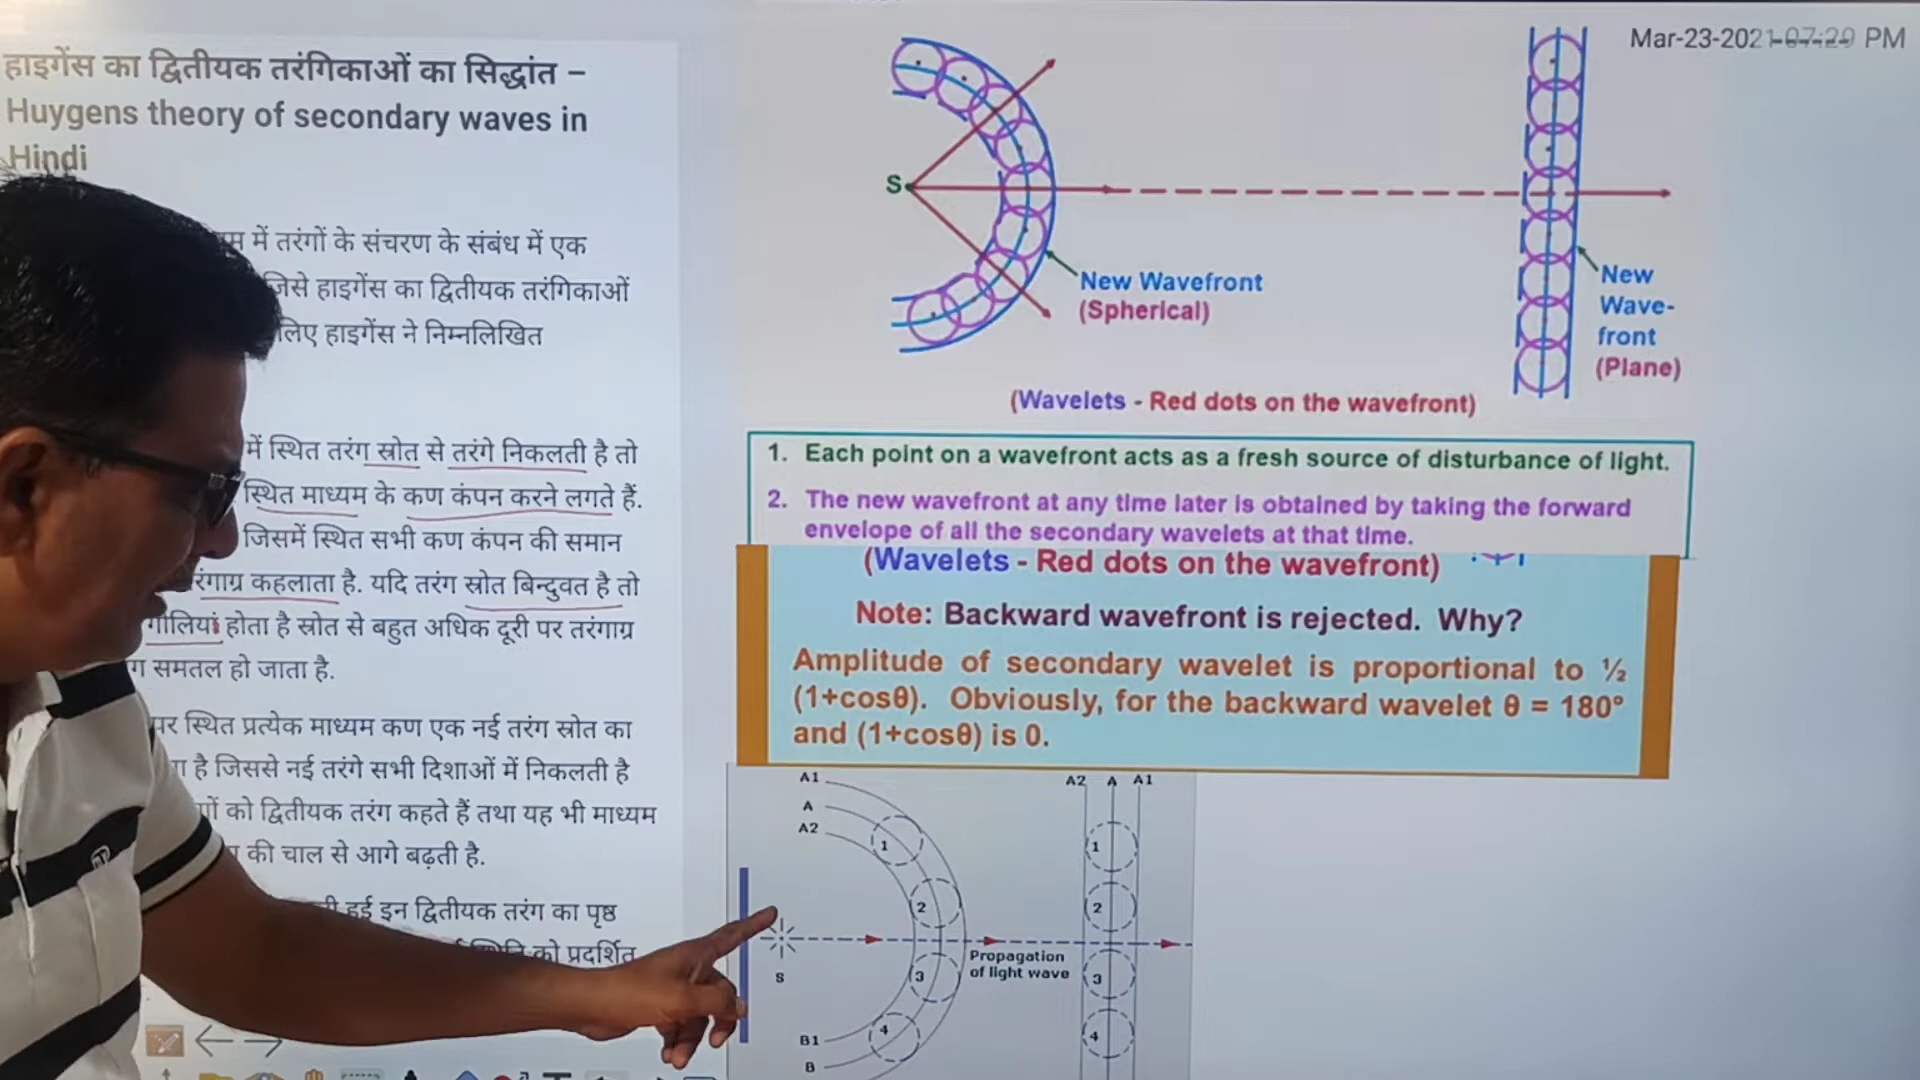 हाइगेंस का द्वितीयक तरंगिकाओं का सिद्धांत –
Huygens theory of secondary waves in
Hindi
में तरंगों के संचरण के संबंध में एक
जिसे हाइगेंस का द्वितीयक तरंगिकाओं
लिए हाइगेंस ने निम्नलिखित
में स्थित तरंग स्रोत से तरंगे निकलती है तो
स्थित माध्यम के कण कंपन करने लगते हैं.
जिसमें स्थित सभी कण कंपन की समान
कहलाता है. यदि तरंग स्रोत बिन्दुवत है तो
होता है स्रोत से बहुत अधिक दूरी पर तरंगाग्र
समतल हो जाता है.
पर स्थित प्रत्येक माध्यम कण एक नई तरंग स्रोत का
है जिससे नई तरंगे सभी दिशाओं में निकलती है
को द्वितीयक तरंग कहते हैं तथा यह भी माध्यम
की चाल से आगे बढ़ती है.
हुई इन द्वितीयक तरंग का पृष्ठ
को प्रदर्शित
Mar-23-2021-07:29 PM
S
New Wavefront
(Spherical)
New
Wave-
front
(Plane)
(Wavelets - Red dots on the wavefront)
1. Each point on a wavefront acts as a fresh source of disturbance of light.
2. The new wavefront at any time later is obtained by taking the forward
envelope of all the secondary wavelets at that time.
(Wavelets - Red dots on the wavefront)
Note: Backward wavefront is rejected. Why?
Amplitude of secondary wavelet is proportional to ½
(1+cosθ). Obviously, for the backward wavelet θ = 180°
and (1+cosθ) is 0.
A1
A
A2
A2 A A1
1
1
2
2
Propagation
of light wave
S
3
3
4
4
B1
B